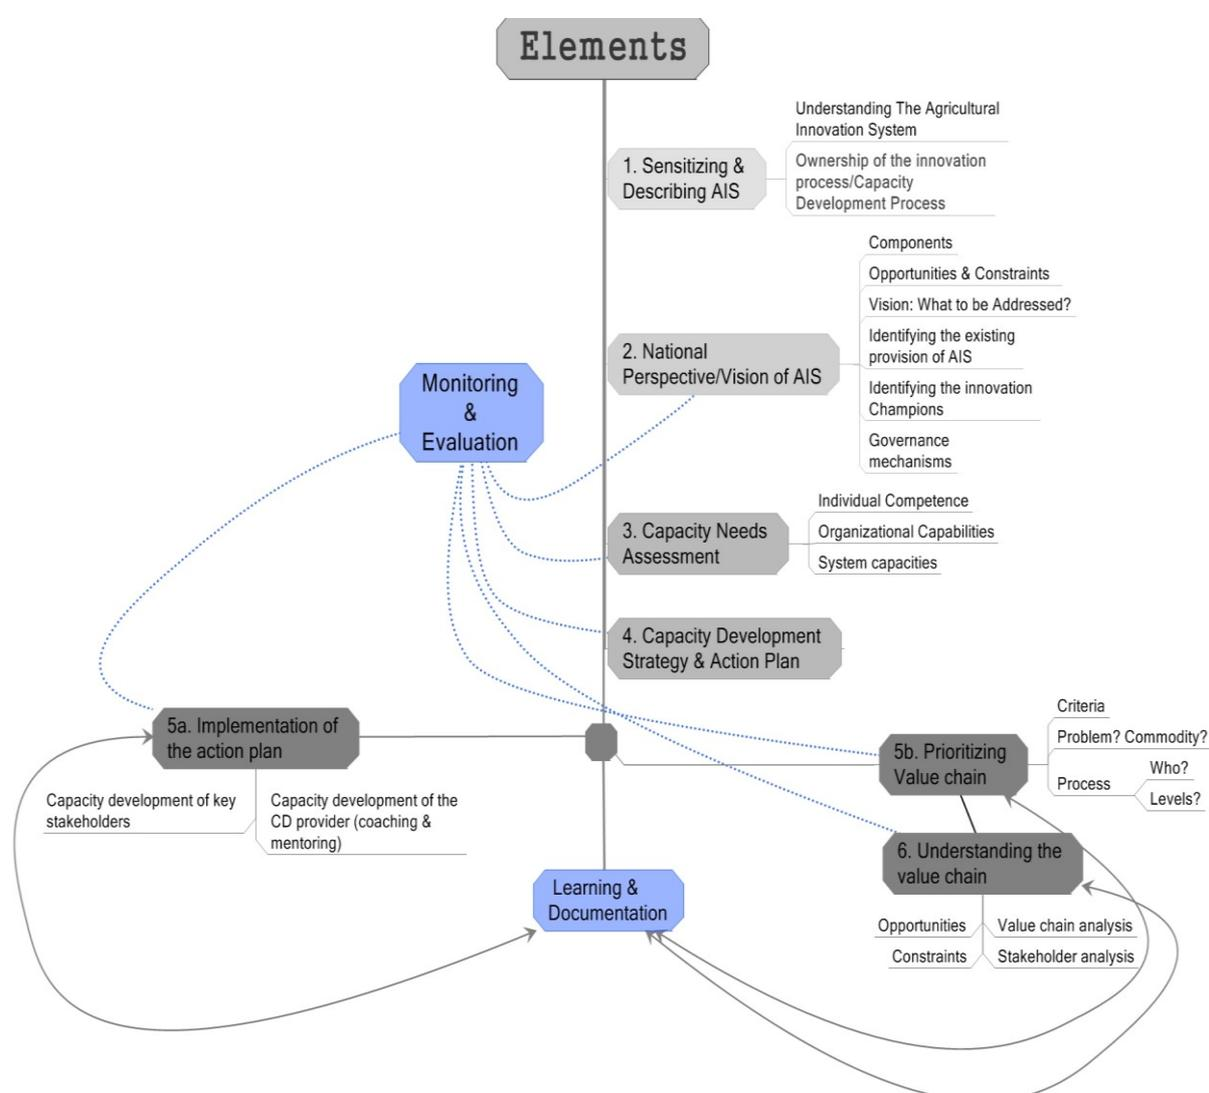 Elements
Understanding The Agricultural
Innovation System
1. Sensitizing &
Describing AIS
Ownership of the innovation
process/Capacity
Development Process
Components
Opportunities & Constraints
Vision: What to be Addressed?
2. National
Perspective/Vision of AIS
Identifying the existing
provision of AIS
Identifying the innovation
Champions
Governance
mechanisms
Monitoring
&
Evaluation
3. Capacity Needs
Assessment
Individual Competence
Organizational Capabilities
System capacities
4. Capacity Development
Strategy & Action Plan
5a. Implementation of
the action plan
Capacity development of key
stakeholders
Capacity development of the
CD provider (coaching &
mentoring)
5b. Prioritizing
Value chain
Criteria
Problem? Commodity?
Process
Who?
Levels?
6. Understanding the
value chain
Opportunities
Constraints
Value chain analysis
Stakeholder analysis
Learning &
Documentation